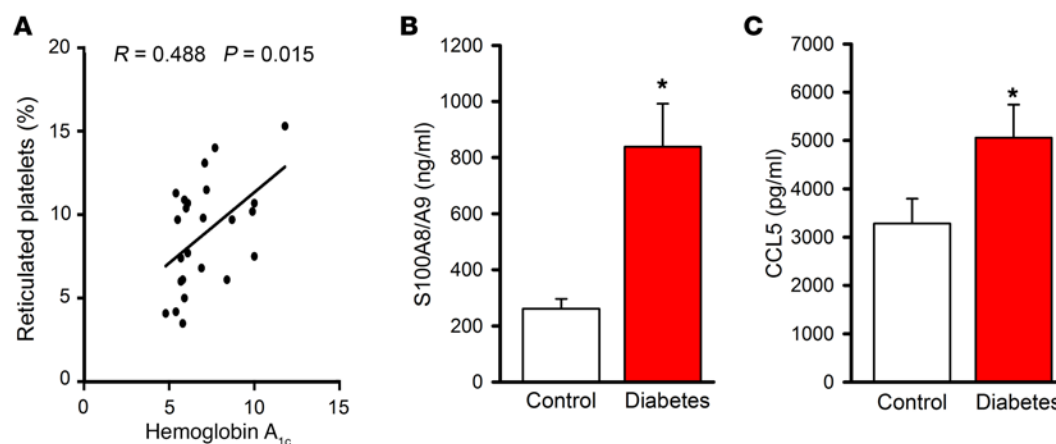 A
R = 0.488 P = 0.015
20
15
10
5
0
0
5
10
15
Reticulated platelets (%)
Hemoglobin A1c
B
1200
1000
800
600
400
200
0
S100A8/A9 (ng/ml)
*
Control
Diabetes
C
7000
6000
5000
4000
3000
2000
1000
0
CCL5 (pg/ml)
*
Control
Diabetes